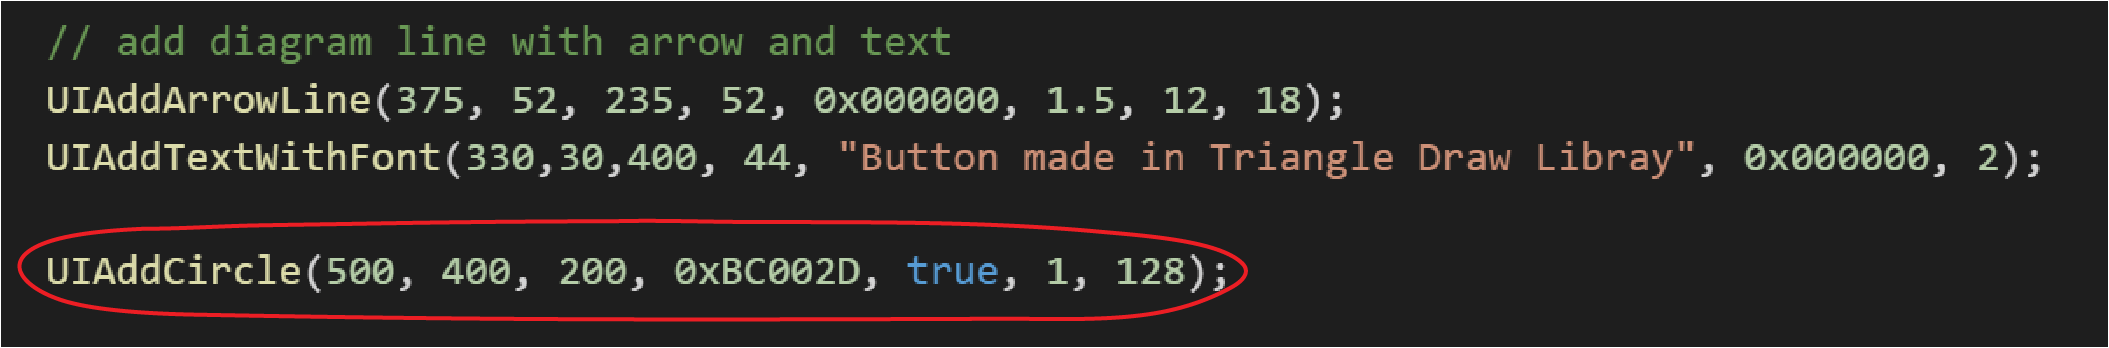 // add diagram line with arrow and text
UIAddArrowLine(375, 52, 235, 52, 0x000000, 1.5, 12, 18);
UIAddTextWithFont(330,30,400, 44, "Button made in Triangle Draw Libray", 0x000000, 2);
UIAddCircle(500, 400, 200, 0xBC002D, true, 1, 128);